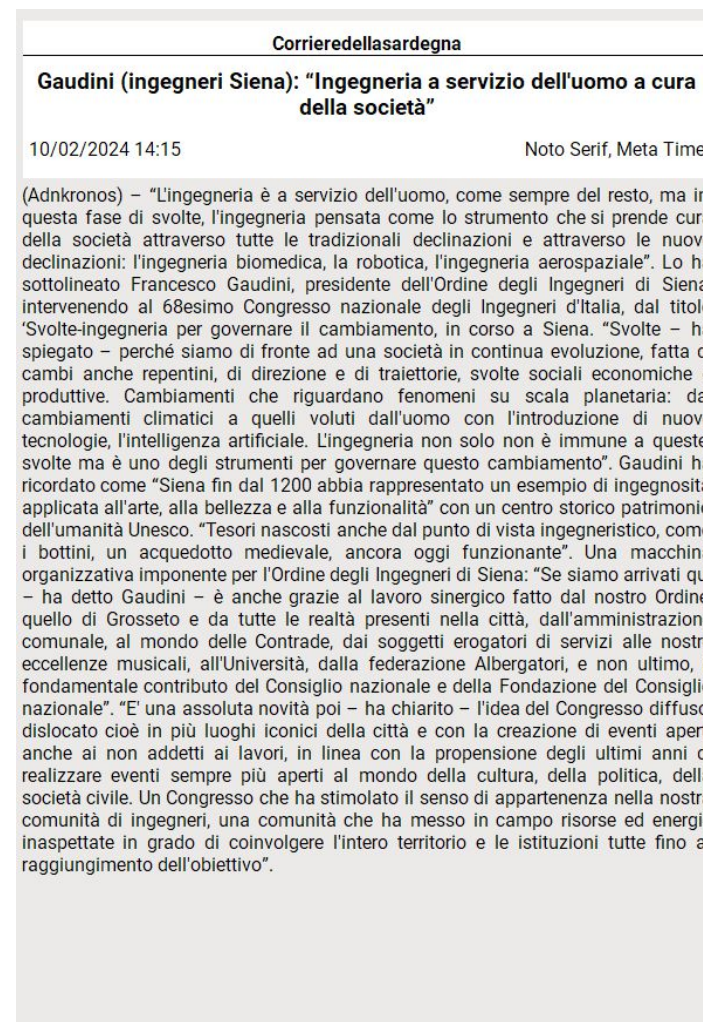 Corrieredellasardegna
Gaudini (ingegneri Siena): “Ingegneria a servizio dell'uomo a cura
della società”
10/02/2024 14:15 Noto Serif, Meta Time
(Adnkronos) – “L'ingegneria è a servizio dell'uomo, come sempre del resto, ma in
questa fase di svolte, l'ingegneria pensata come lo strumento che si prende cura
della società attraverso tutte le tradizionali declinazioni e attraverso le nuov
declinazioni: l'ingegneria biomedica, la robotica, l'ingegneria aerospaziale”. Lo ha
sottolineato Francesco Gaudini, presidente dell'Ordine degli Ingegneri di Siena
intervenendo al 68esimo Congresso nazionale degli Ingegneri d'Italia, dal titol
‘Svolte-ingegneria per governare il cambiamento, in corso a Siena. “Svolte – ha
spiegato – perché siamo di fronte ad una società in continua evoluzione, fatta d
cambi anche repentini, di direzione e di traiettorie, svolte sociali economiche
produttive. Cambiamenti che riguardano fenomeni su scala planetaria: da
cambiamenti climatici a quelli voluti dall'uomo con l'introduzione di nuov
tecnologie, l'intelligenza artificiale. L'ingegneria non solo non è immune a queste
svolte ma è uno degli strumenti per governare questo cambiamento”. Gaudini ha
ricordato come “Siena fin dal 1200 abbia rappresentato un esempio di ingegnosità
applicata all'arte, alla bellezza e alla funzionalità” con un centro storico patrimonio
dell'umanità Unesco. “Tesori nascosti anche dal punto di vista ingegneristico, come
i bottini, un acquedotto medievale, ancora oggi funzionante”. Una macchina
organizzativa imponente per l'Ordine degli Ingegneri di Siena: “Se siamo arrivati qu
– ha detto Gaudini – è anche grazie al lavoro sinergico fatto dal nostro Ordine
quello di Grosseto e da tutte le realtà presenti nella città, dall'amministrazion
comunale, al mondo delle Contrade, dai soggetti erogatori di servizi alle nostr
eccellenze musicali, all'Università, dalla federazione Albergatori, e non ultimo,
fondamentale contributo del Consiglio nazionale e della Fondazione del Consiglio
nazionale”. “E' una assoluta novità poi – ha chiarito – l'idea del Congresso diffuso
dislocato cioè in più luoghi iconici della città e con la creazione di eventi apert
anche ai non addetti ai lavori, in linea con la propensione degli ultimi anni d
realizzare eventi sempre più aperti al mondo della cultura, della politica, dell
società civile. Un Congresso che ha stimolato il senso di appartenenza nella nostr
comunità di ingegneri, una comunità che ha messo in campo risorse ed energi
inaspettate in grado di coinvolgere l'intero territorio e le istituzioni tutte fino a
raggiungimento dell'obiettivo”.